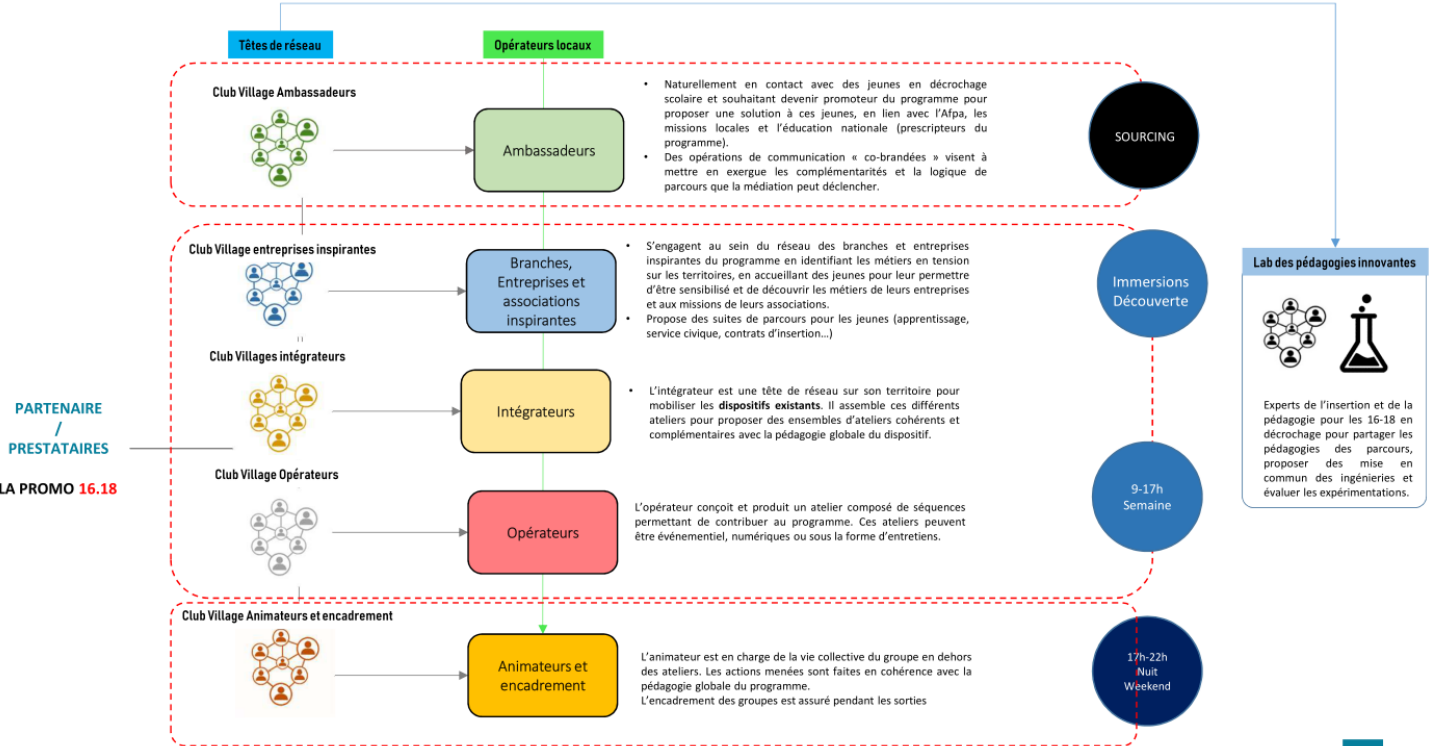 Têtes de réseau
Opérateurs locaux
Club Village Ambassadeurs
Ambassadeurs
• Naturellement en contact avec des jeunes en décrochage
scolaire et souhaitant devenir promoteur du programme pour
proposer une solution à ces jeunes, en lien avec l’Afpa, les
missions locales et l’éducation nationale (prescripteurs du
programme).
• Des opérations de communication « co-brandées » visent à
mettre en exergue les complémentarités et la logique de
parcours que la médiation peut déclencher.
SOURCING
Club Village entreprises inspirantes
Branches,
Entreprises et
associations
inspirantes
• S’engagent au sein du réseau des branches et entreprises
inspirantes du programme en identifiant les métiers en tension
sur les territoires, en accueillant des jeunes pour leur permettre
d’être sensibilisé et de découvrir les métiers de leurs entreprises
et aux missions de leurs associations.
• Propose des suites de parcours pour les jeunes (apprentissage,
service civique, contrats d’insertion…)
Immersions
Découverte
Club Villages intégrateurs
Intégrateurs
• L’intégrateur est une tête de réseau sur son territoire pour
mobiliser les dispositifs existants. Il assemble ces différents
ateliers pour proposer des ensembles d’ateliers cohérents et
complémentaires avec la pédagogie globale du dispositif.
PARTENAIRE
/
PRESTATAIRES
LA PROMO 16.18
Club Village Opérateurs
Opérateurs
L’opérateur conçoit et produit un atelier composé de séquences
permettant de contribuer au programme. Ces ateliers peuvent
être événementiel, numériques ou sous la forme d’entretiens.
9-17h
Semaine
Club Village Animateurs et encadrement
Animateurs et
encadrement
L’animateur est en charge de la vie collective du groupe en dehors
des ateliers. Les actions menées sont faites en cohérence avec la
pédagogie globale du programme.
L’encadrement des groupes est assuré pendant les sorties
17h-22h
Nuit
Weekend
Lab des pédagogies innovantes
Experts de l’insertion et de la
pédagogie pour les 16-18 en
décrochage pour partager les
pédagogies des parcours,
proposer des mise en
commun des ingénieries et
évaluer les expérimentations.